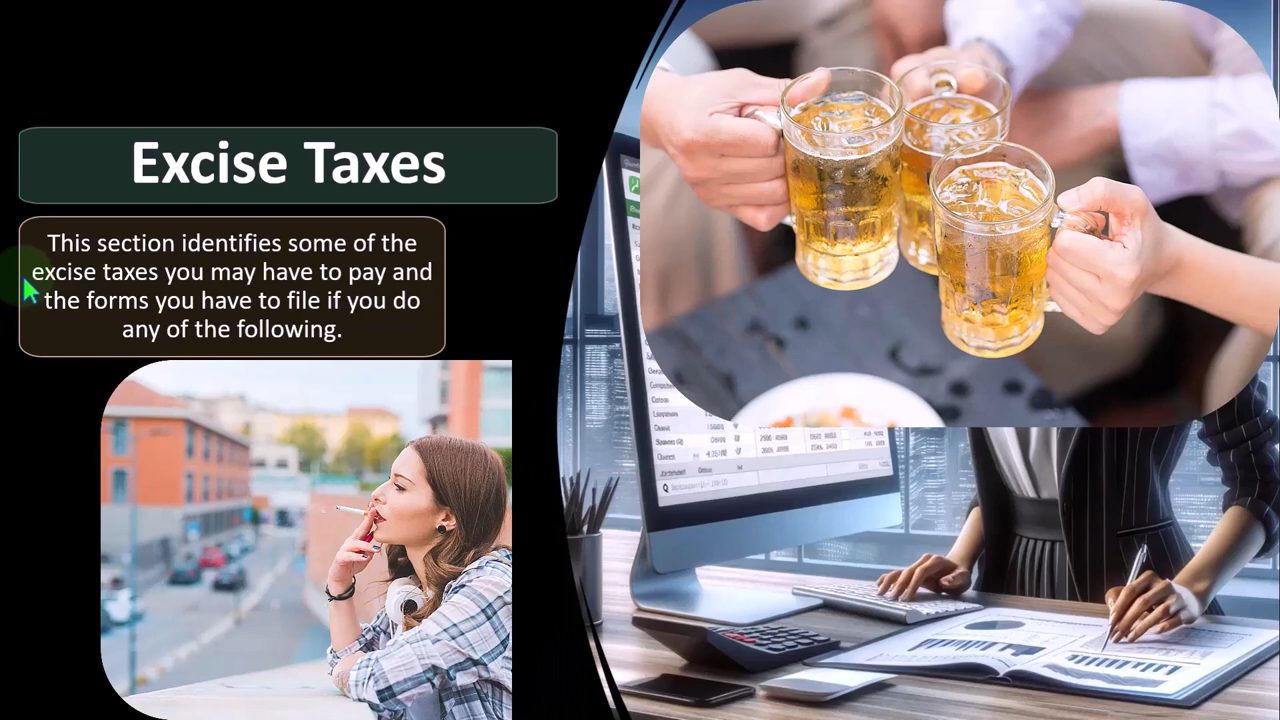 Excise Taxes
This section identifies some of the
excise taxes you may have to pay and
the forms you have to file if you do
any of the following.